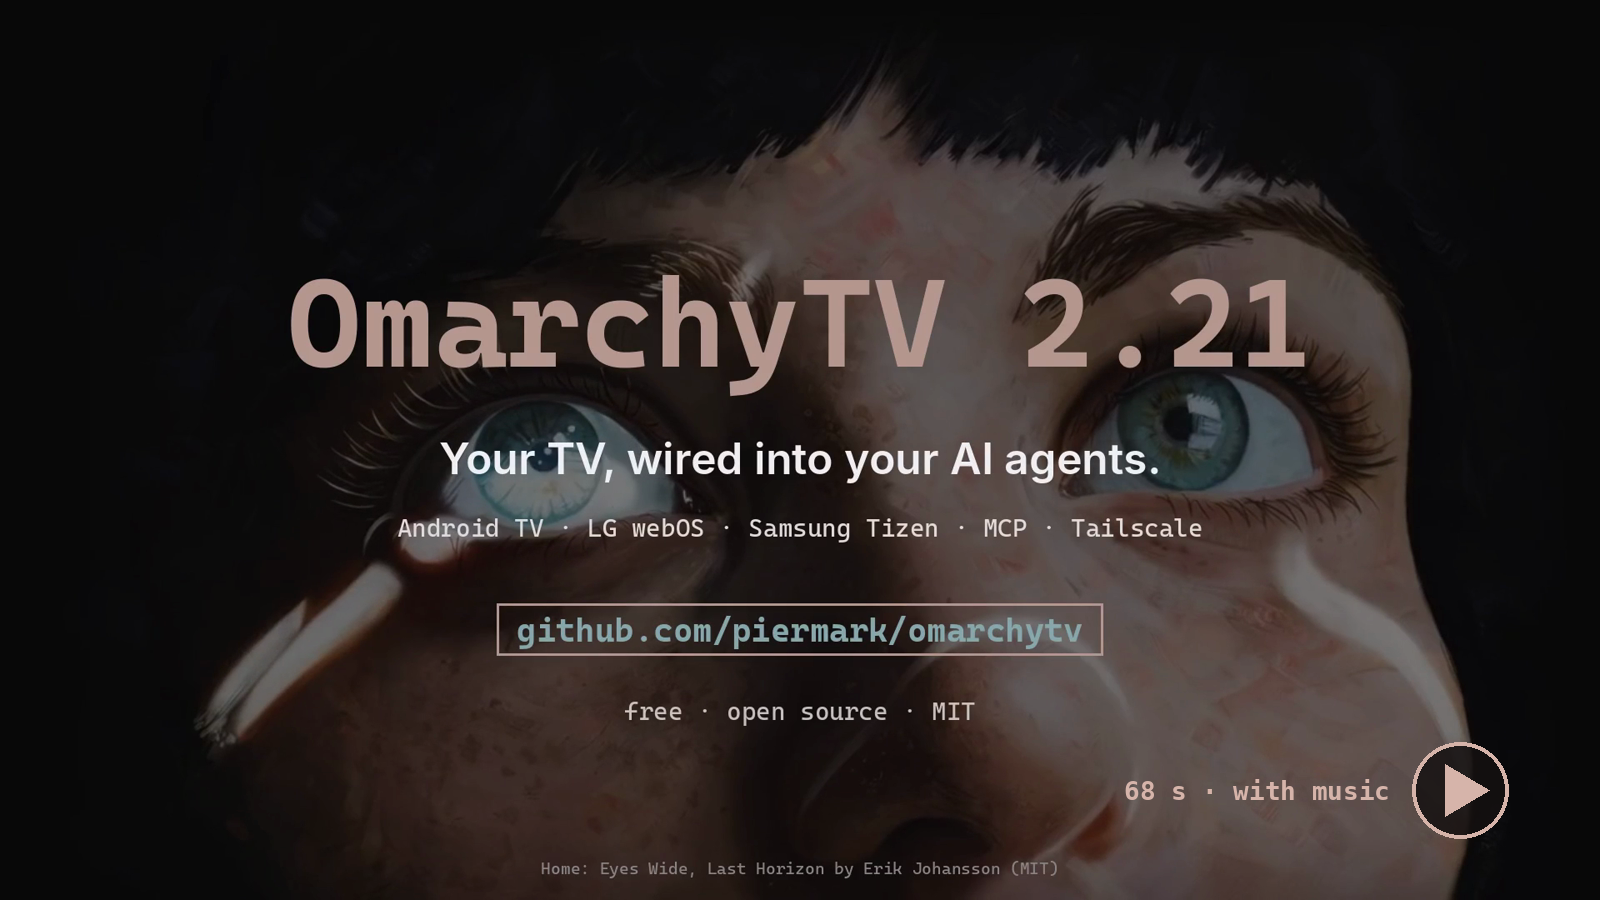 OmarchyTV 2.21
Your TV, wired into your AI agents.
Android TV · LG webOS · Samsung Tizen · MCP · Tailscale
github.com/piermark/omarchytv
free · open source · MIT
68 s · with music
Home: Eyes Wide, Last Horizon by Erik Johansson (MIT)